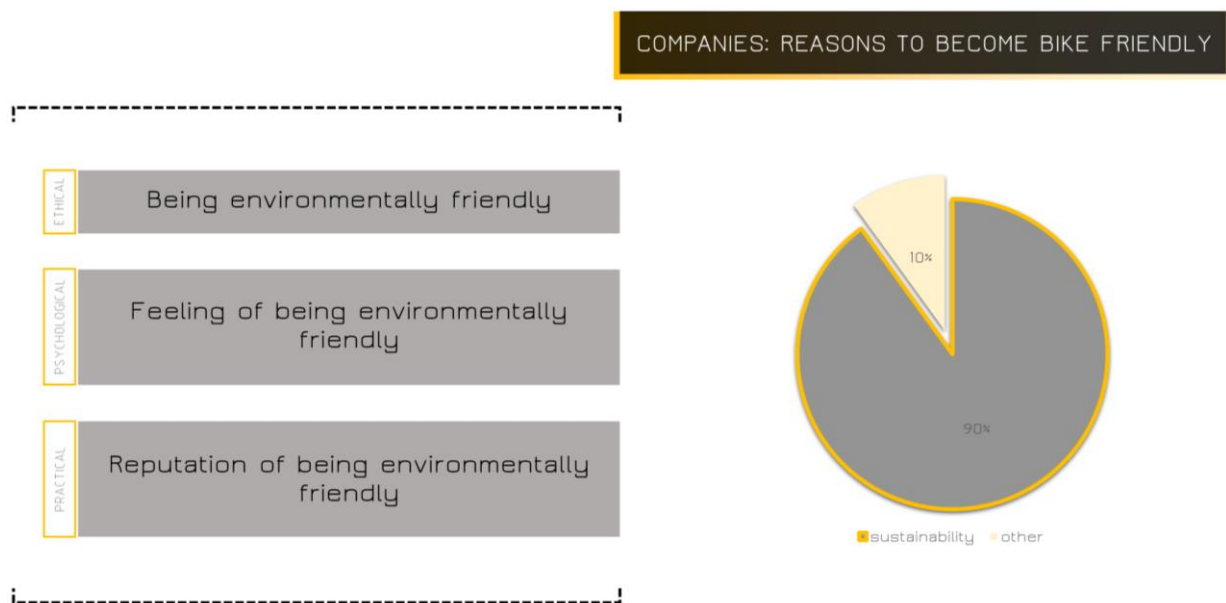 COMPANIES: REASONS TO BECOME BIKE FRIENDLY
ETHICAL
Being environmentally friendly
PSYCHOLOGICAL
Feeling of being environmentally
friendly
PRACTICAL
Reputation of being environmentally
friendly
10%
90%
sustainability other